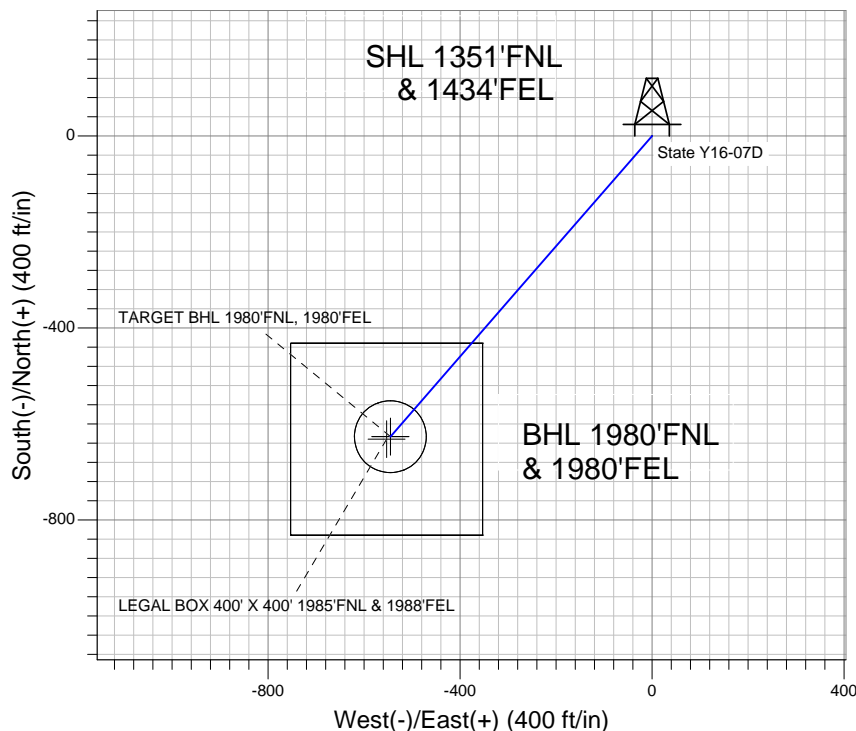 SHL 1351'FNL
& 1434'FEL
0
State Y16-07D
South(-)/North(+) (400 ft/in)
TARGET BHL 1980'FNL, 1980'FEL
-400
BHL 1980'FNL
& 1980'FEL
-800
LEGAL BOX 400' X 400' 1985'FNL & 1988'FEL
-800
-400
0
400
West(-)/East(+) (400 ft/in)